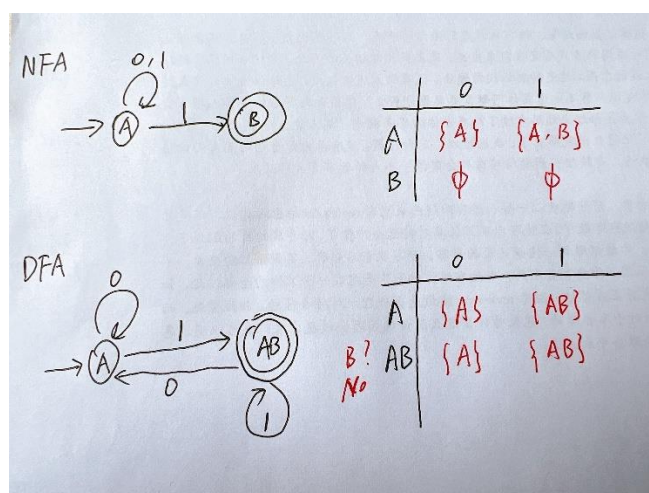 NFA
0,1
A 1 B
0 1
A {A} {A,B}
B φ φ
DFA
0
A 1 AB
0
1
0 1
A {A} {AB}
B? AB {A} {AB}
No